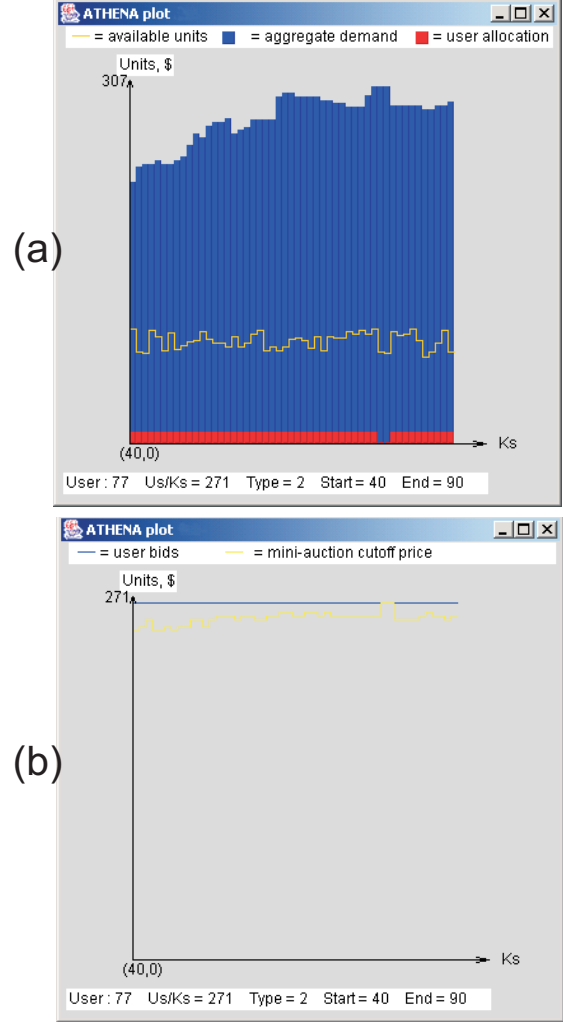 (a)
ATHENA plot
= available units = aggregate demand = user allocation
Units, $
307
Ks
(40,0)
User : 77 Us/Ks = 271 Type = 2 Start = 40 End = 90
(b)
ATHENA plot
= user bids = mini-auction cutoff price
Units, $
271
Ks
(40,0)
User : 77 Us/Ks = 271 Type = 2 Start = 40 End = 90